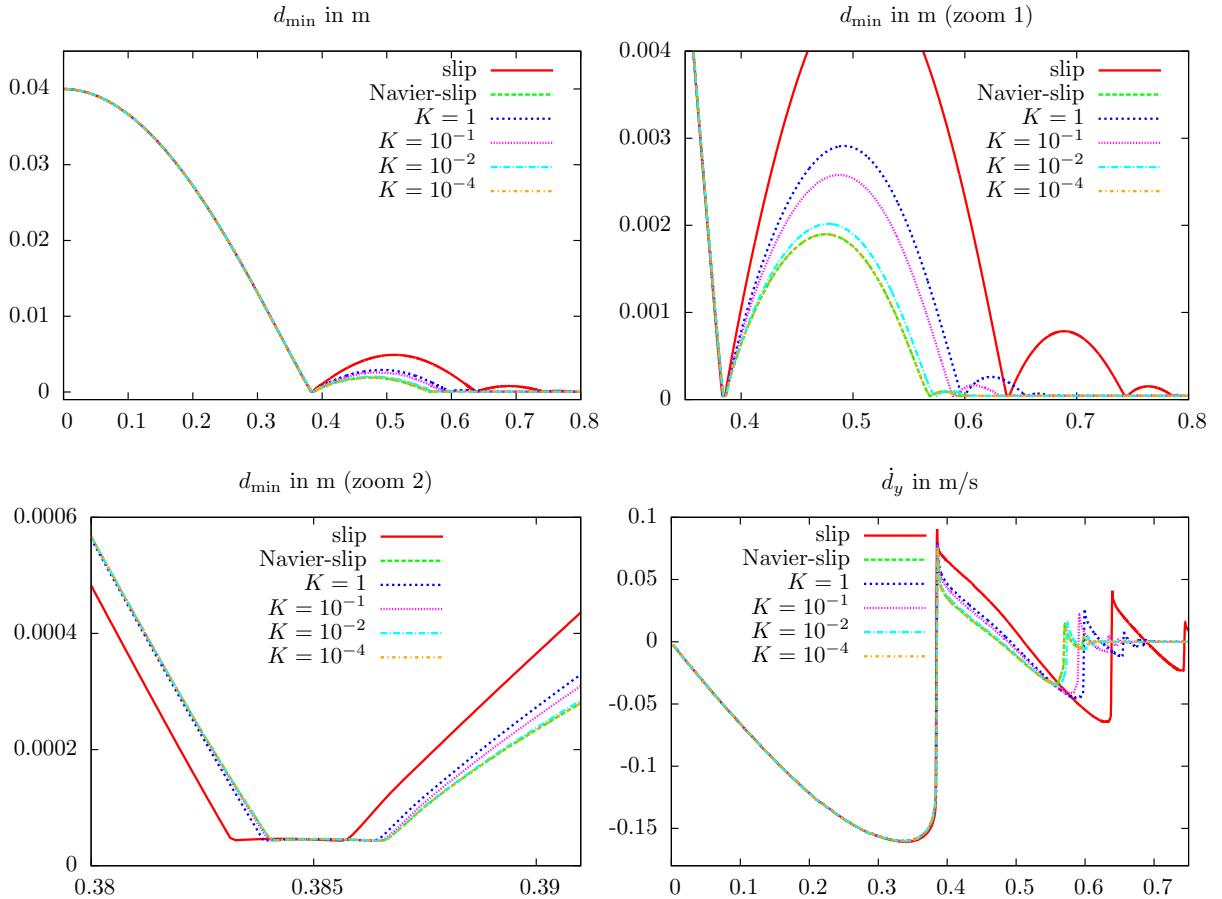 d_min in m
0.04
0.03
0.02
0.01
0
0
0.1
0.2
0.3
0.4
0.5
0.6
0.7
0.8
slip
Navier-slip
K = 1
K = 10⁻¹
K = 10⁻²
K = 10⁻⁴
d_min in m (zoom 1)
0.004
0.003
0.002
0.001
0
0.4
0.5
0.6
0.7
0.8
slip
Navier-slip
K = 1
K = 10⁻¹
K = 10⁻²
K = 10⁻⁴
d_min in m (zoom 2)
0.0006
0.0004
0.0002
0
0.38
0.385
0.39
slip
Navier-slip
K = 1
K = 10⁻¹
K = 10⁻²
K = 10⁻⁴
ḋ_y in m/s
0.1
0.05
0
-0.05
-0.1
-0.15
0
0.1
0.2
0.3
0.4
0.5
0.6
0.7
slip
Navier-slip
K = 1
K = 10⁻¹
K = 10⁻²
K = 10⁻⁴